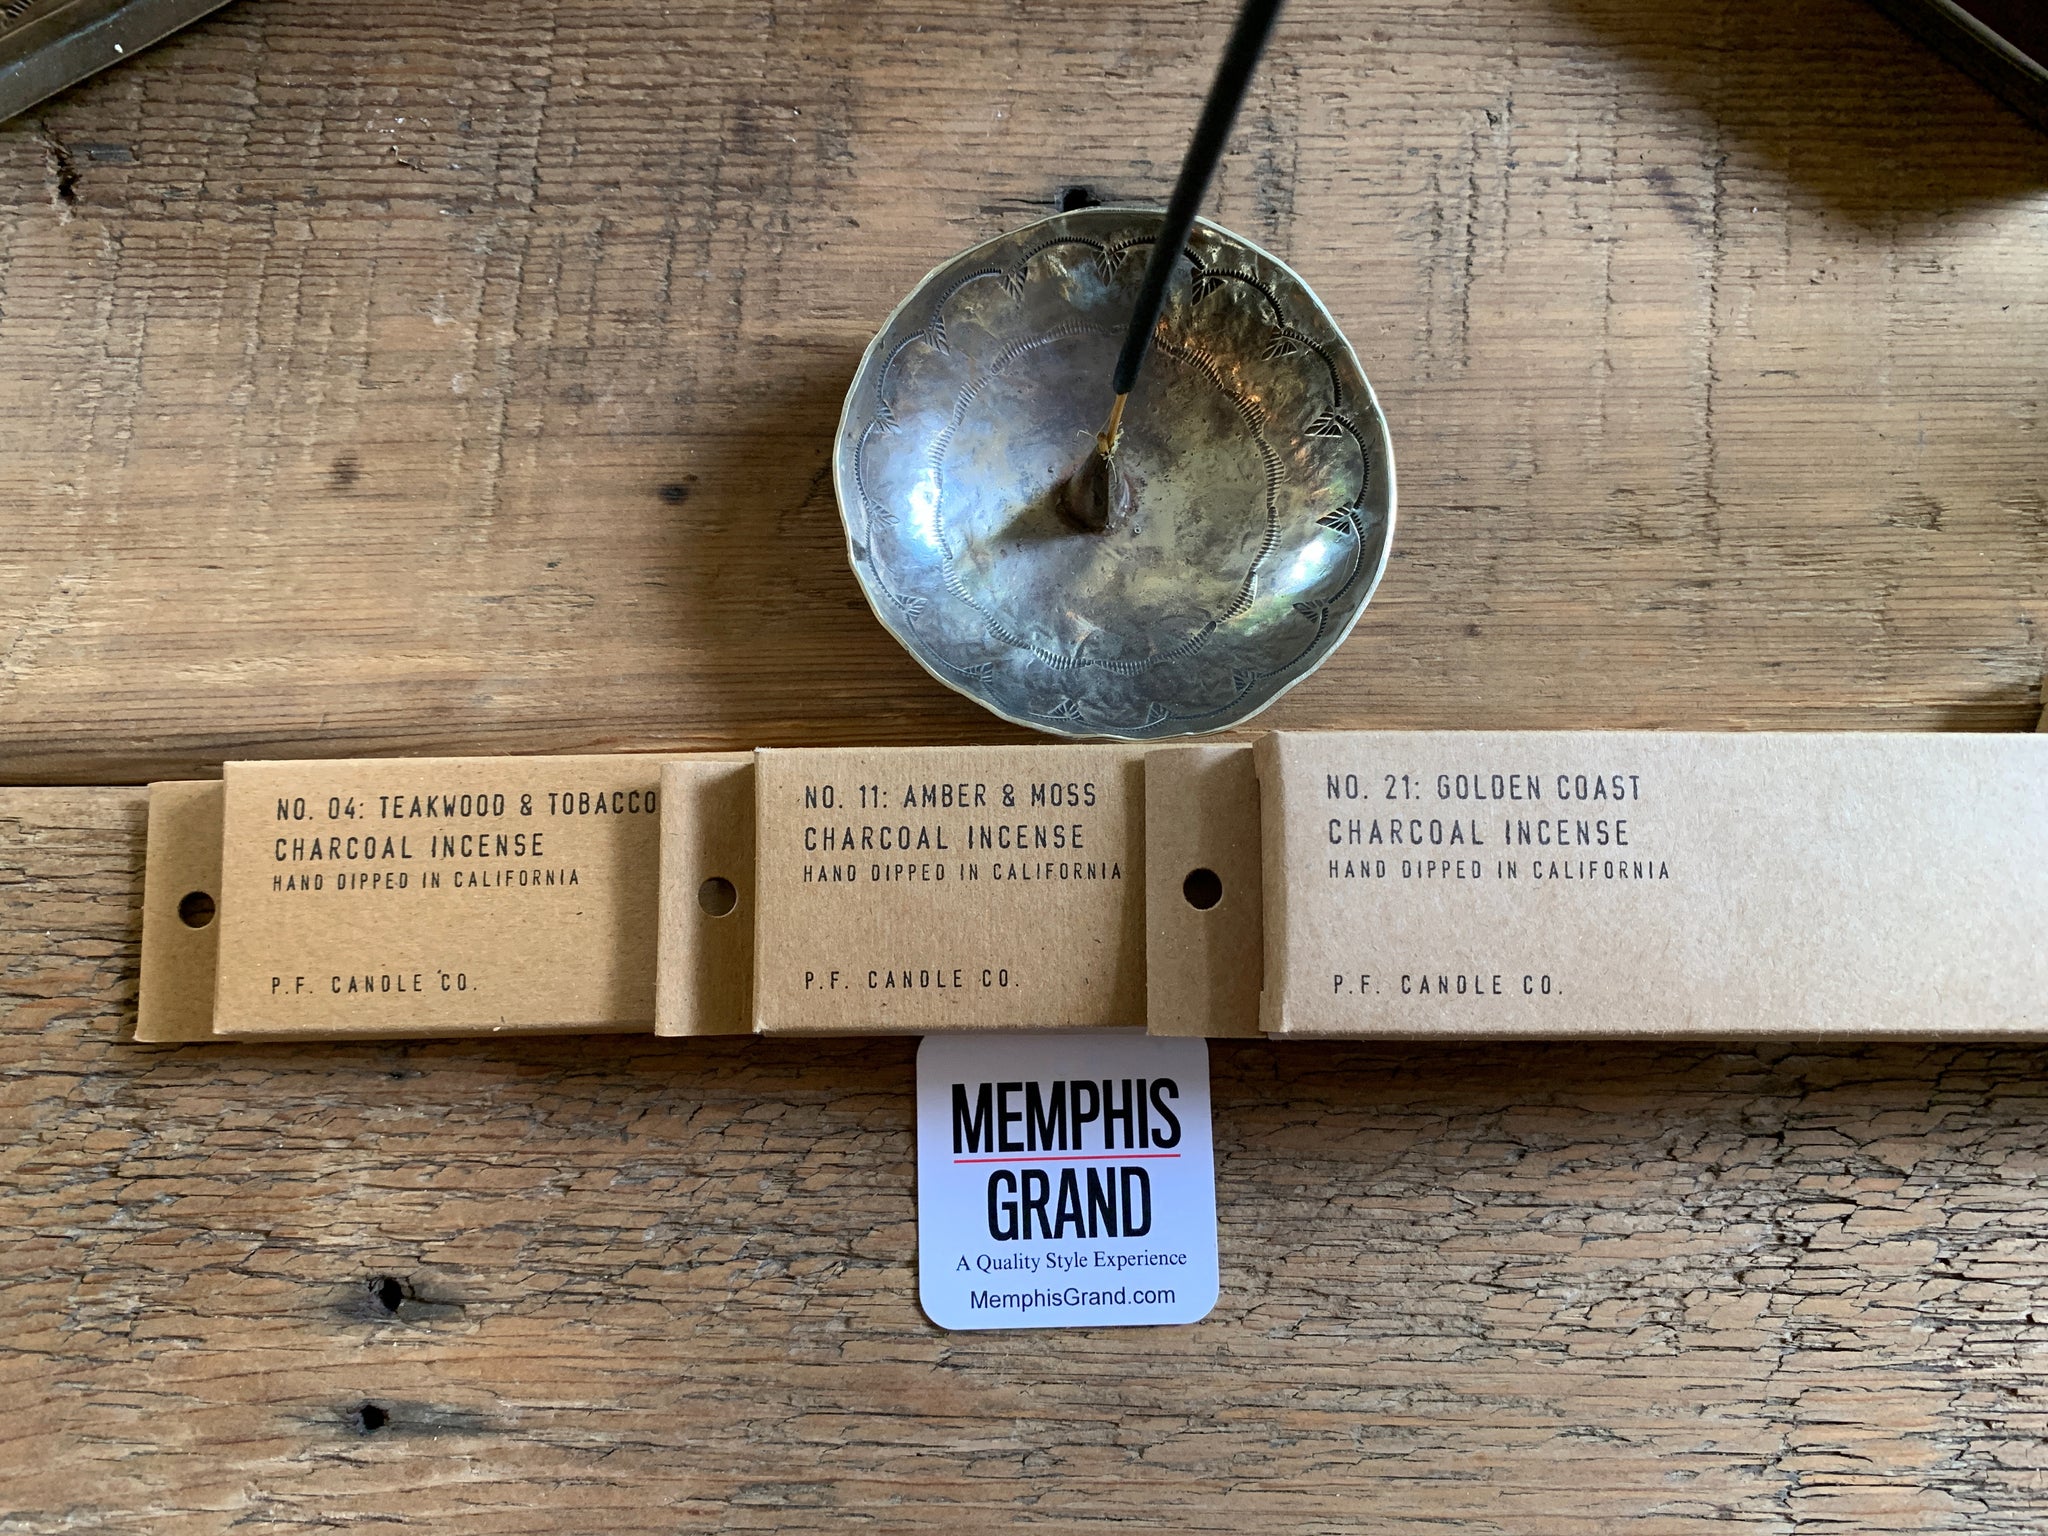 NO. 04: TEAKWOOD & TOBACCO
CHARCOAL INCENSE
HAND DIPPED IN CALIFORNIA
P.F. CANDLE CO.
NO. 11: AMBER & MOSS
CHARCOAL INCENSE
HAND DIPPED IN CALIFORNIA
P.F. CANDLE CO.
NO. 21: GOLDEN COAST
CHARCOAL INCENSE
HAND DIPPED IN CALIFORNIA
P.F. CANDLE CO.
MEMPHIS
GRAND
A Quality Style Experience
MemphisGrand.com